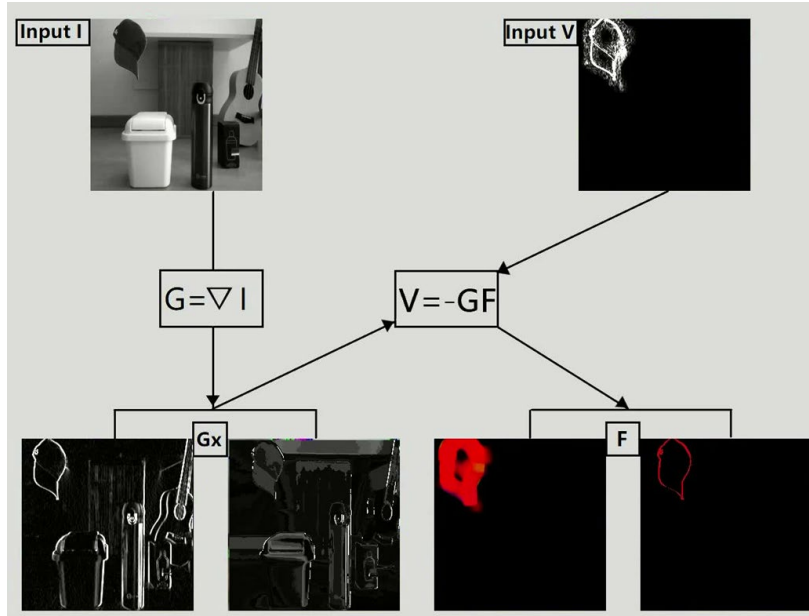 Input I
Input V
G=▽ I
V=-GF
Gx
F